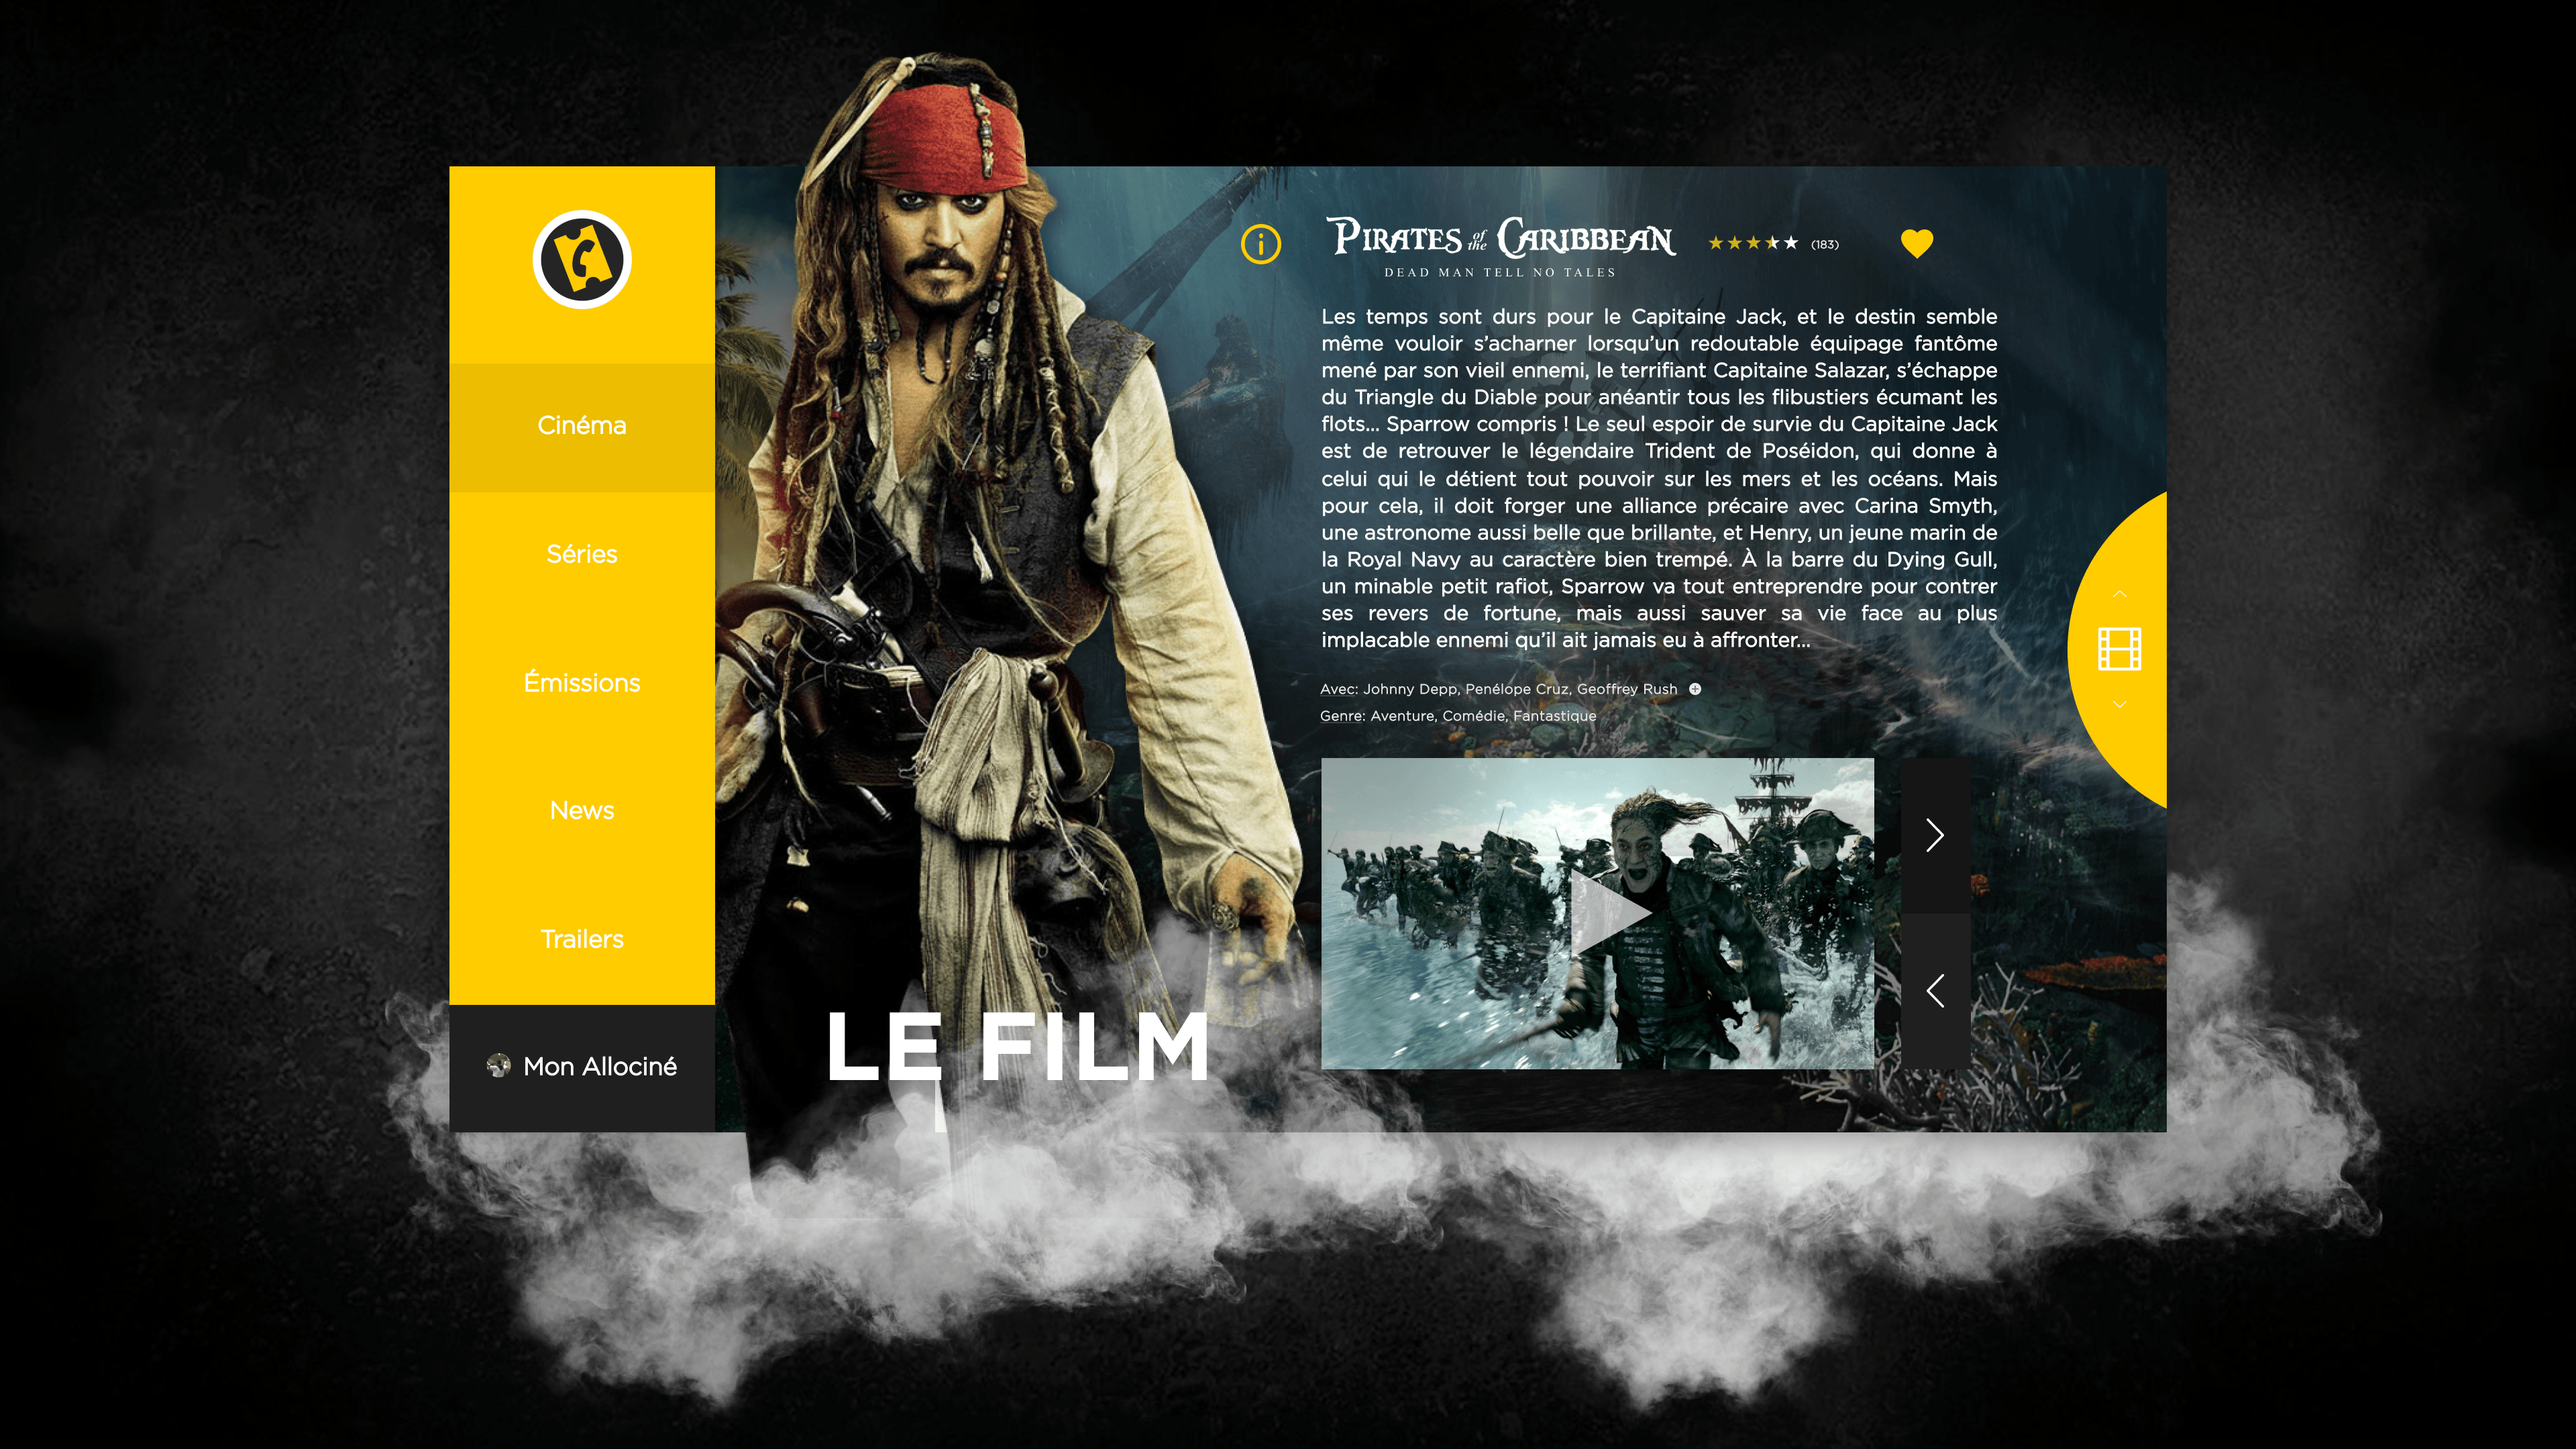 Cinéma
Séries
Émissions
News
Trailers
Mon Allociné
LE FILM
PIRATES of the CARIBBEAN
DEAD MAN TELL NO TALES
(183)
Les temps sont durs pour le Capitaine Jack, et le destin semble
même vouloir s’acharner lorsqu’un redoutable équipage fantôme
mené par son vieil ennemi, le terrifiant Capitaine Salazar, s’échappe
du Triangle du Diable pour anéantir tous les flibustiers écumant les
flots... Sparrow compris ! Le seul espoir de survie du Capitaine Jack
est de retrouver le légendaire Trident de Poséidon, qui donne à
celui qui le détient tout pouvoir sur les mers et les océans. Mais
pour cela, il doit forger une alliance précaire avec Carina Smyth,
une astronome aussi belle que brillante, et Henry, un jeune marin de
la Royal Navy au caractère bien trempé. À la barre du Dying Gull,
un minable petit rafiot, Sparrow va tout entreprendre pour contrer
ses revers de fortune, mais aussi sauver sa vie face au plus
implacable ennemi qu’il ait jamais eu à affronter...
Avec: Johnny Depp, Penélope Cruz, Geoffrey Rush
Genre: Aventure, Comédie, Fantastique